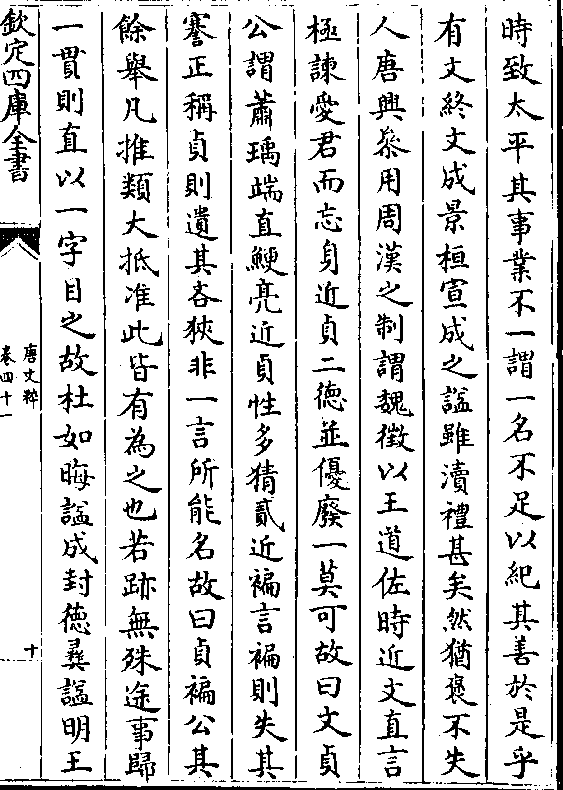 時致太平其事業不一謂一名不足以紀其善於是乎
有文終文成景桓宣成之諡雖瀆禮甚矣然猶褒不失
人唐興叅用周漢之制謂魏徴以王道佐時近文直言
極諫愛君而忘身近貞二德並優廢一莫可故曰文貞
公謂蕭瑀端直鯁亮近貞性多猜貳近褊言褊則失其
謇正稱貞則遺其吝狹非一言所能名故曰貞褊公其
餘舉凡推類大抵准此皆有為之也若跡無殊途事歸
一貫則直以一字目之故杜如晦諡成封德彞諡明王
欽定四庫全書
唐文粹
卷四十一
十